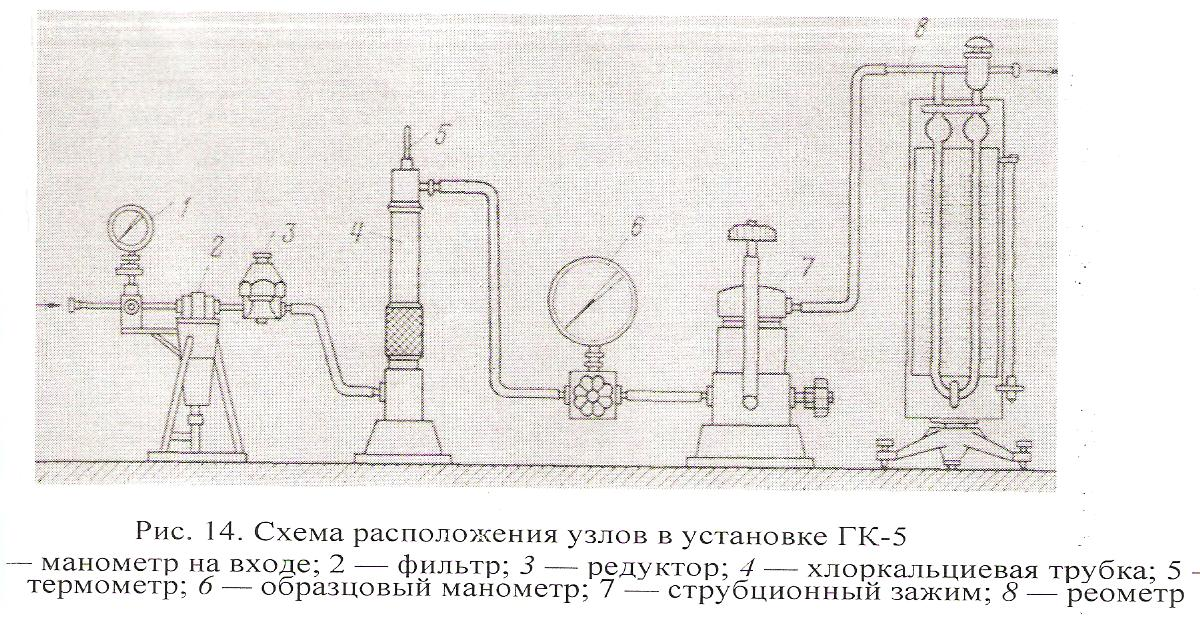 8
5
1
2
3
4
6
7
Рис. 14. Схема расположения узлов в установке ГК-5
— манометр на входе; 2 — фильтр; 3 — редуктор; 4 — хлоркальциевая трубка; 5 -
термометр; 6 — образцовый манометр; 7 — струбционный зажим; 8 — реометр